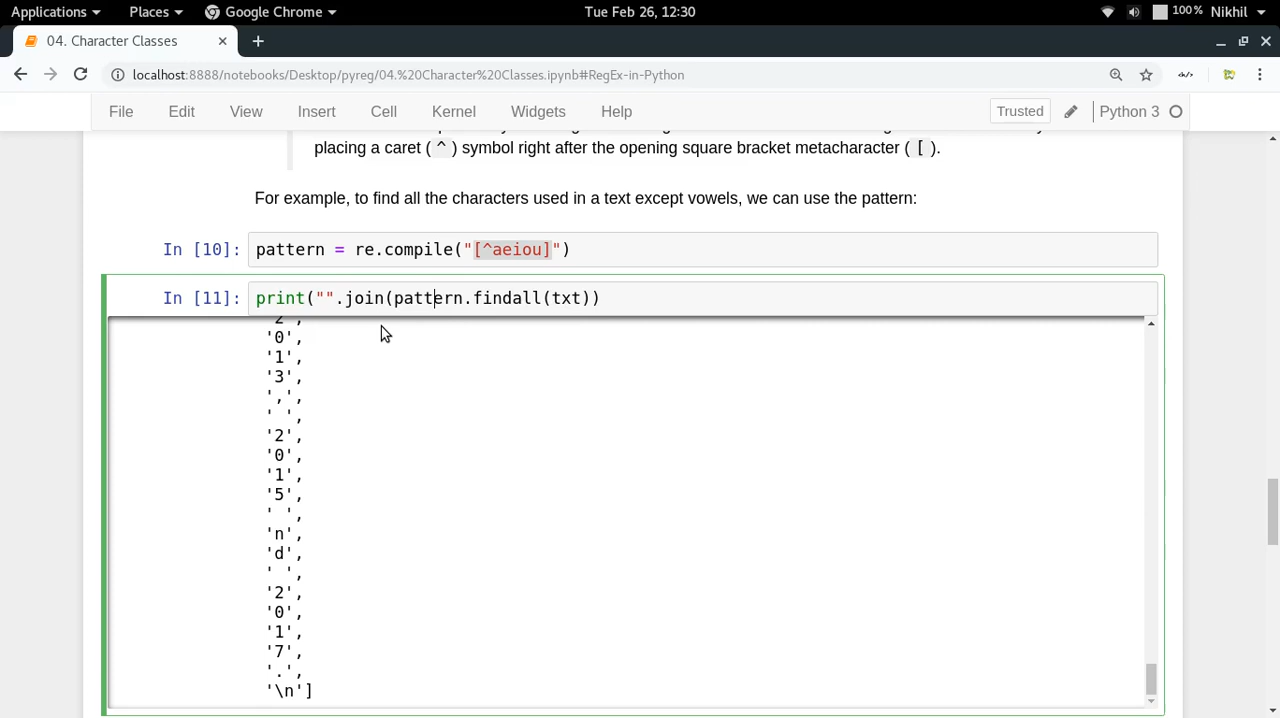 Applications Places Google Chrome Tue Feb 26, 12:30 100% Nikhil
04. Character Classes
localhost:8888/notebooks/Desktop/pyreg/04.%20Character%20Classes.ipynb#RegEx-in-Python
File Edit View Insert Cell Kernel Widgets Help Trusted Python 3
placing a caret ( ^ ) symbol right after the opening square bracket metacharacter ( [ ).
For example, to find all the characters used in a text except vowels, we can use the pattern:
In [10]: pattern = re.compile("[^aeiou]")
In [11]: print("".join(pattern.findall(txt))
'2',
'0',
'1',
'3',
',',
' ',
'2',
'0',
'1',
'5',
' ',
'n',
'd',
' ',
'2',
'0',
'1',
'7',
'.',
'\n']